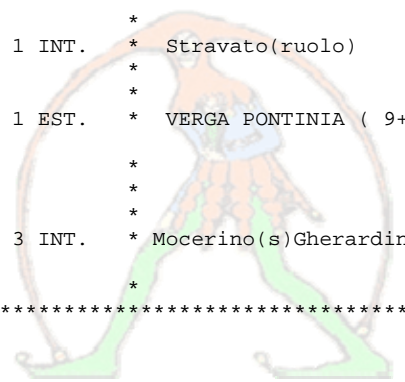 *
1 INT. * Stravato(ruolo)
*
*
1 EST. * VERGA PONTINIA ( 9+
*
*
*
3 INT. * Mocerino(s)Gherardin
*
********************************